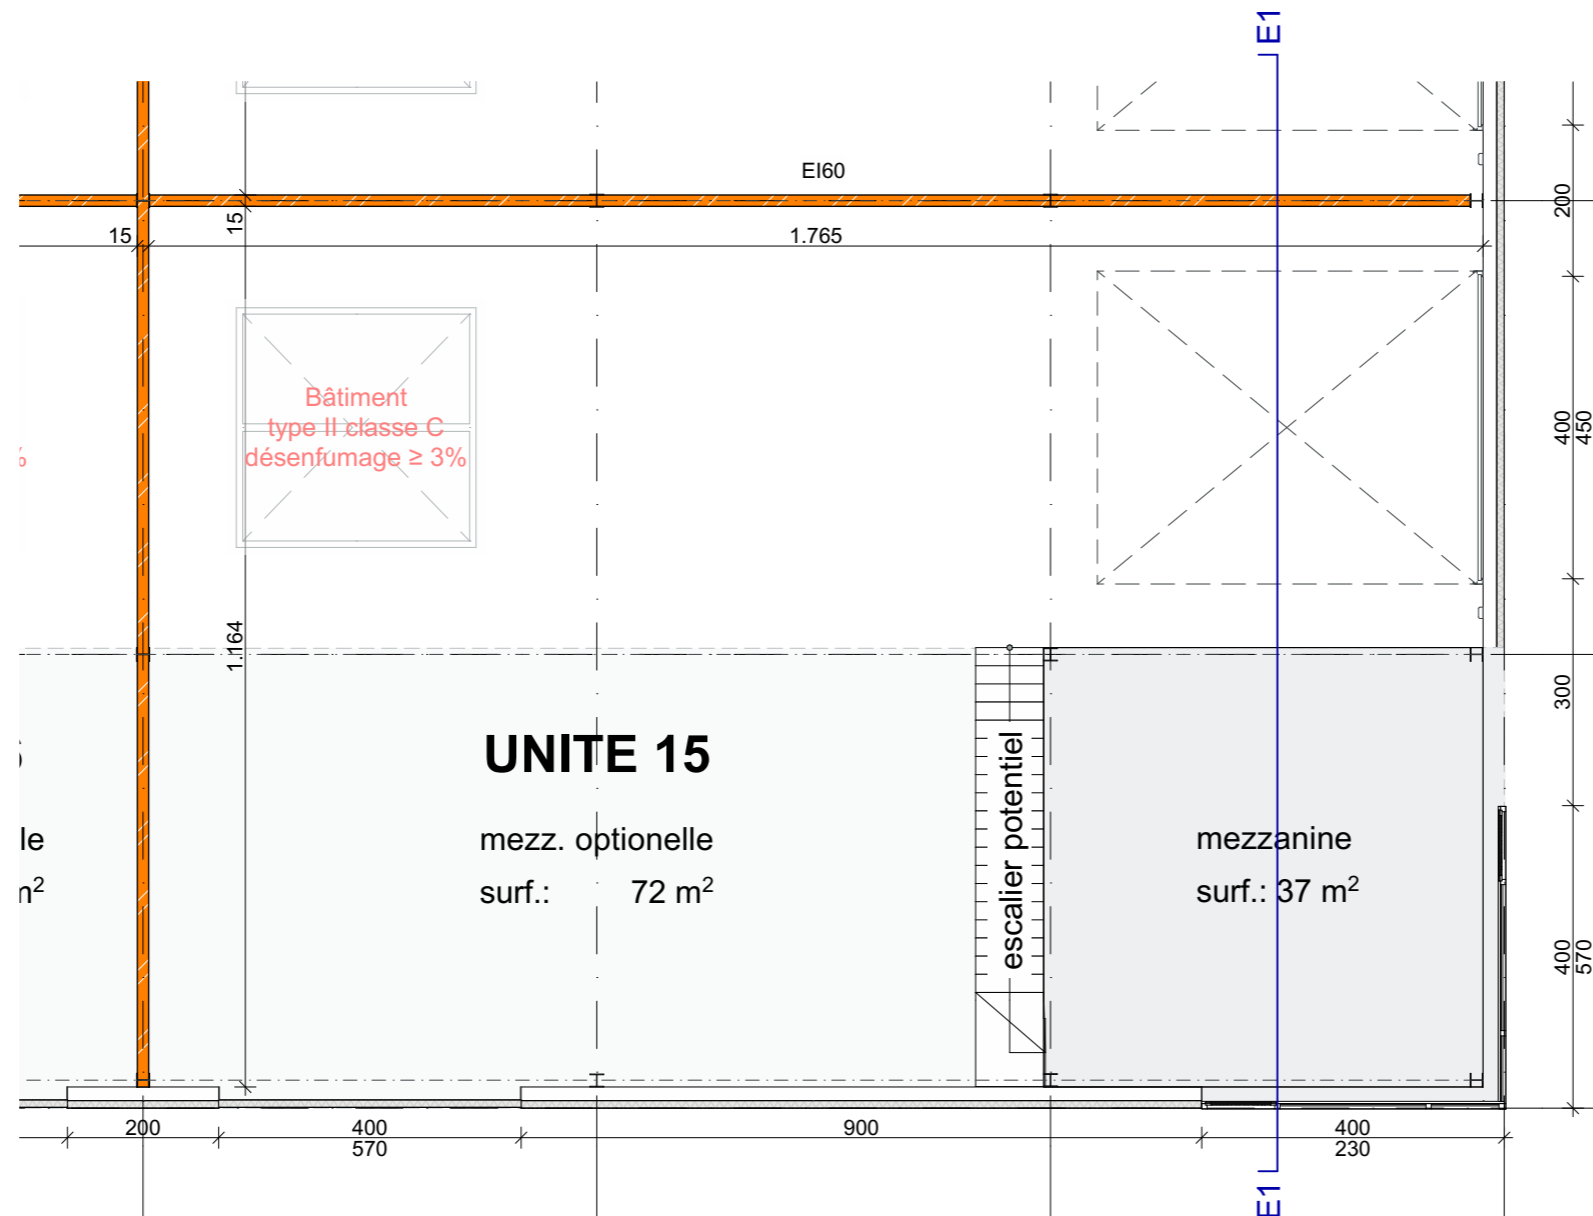 E1
EI60
200
15
15
1.765
Bâtiment
type II classe C
désenfumage ≥ 3%
%
400
450
1.164
300
UNITE 15
escalier potentiel
le
mezz. optionelle
mezzanine
m²
surf.: 72 m²
surf.: 37 m²
400
570
200
400
570
900
400
230
E1